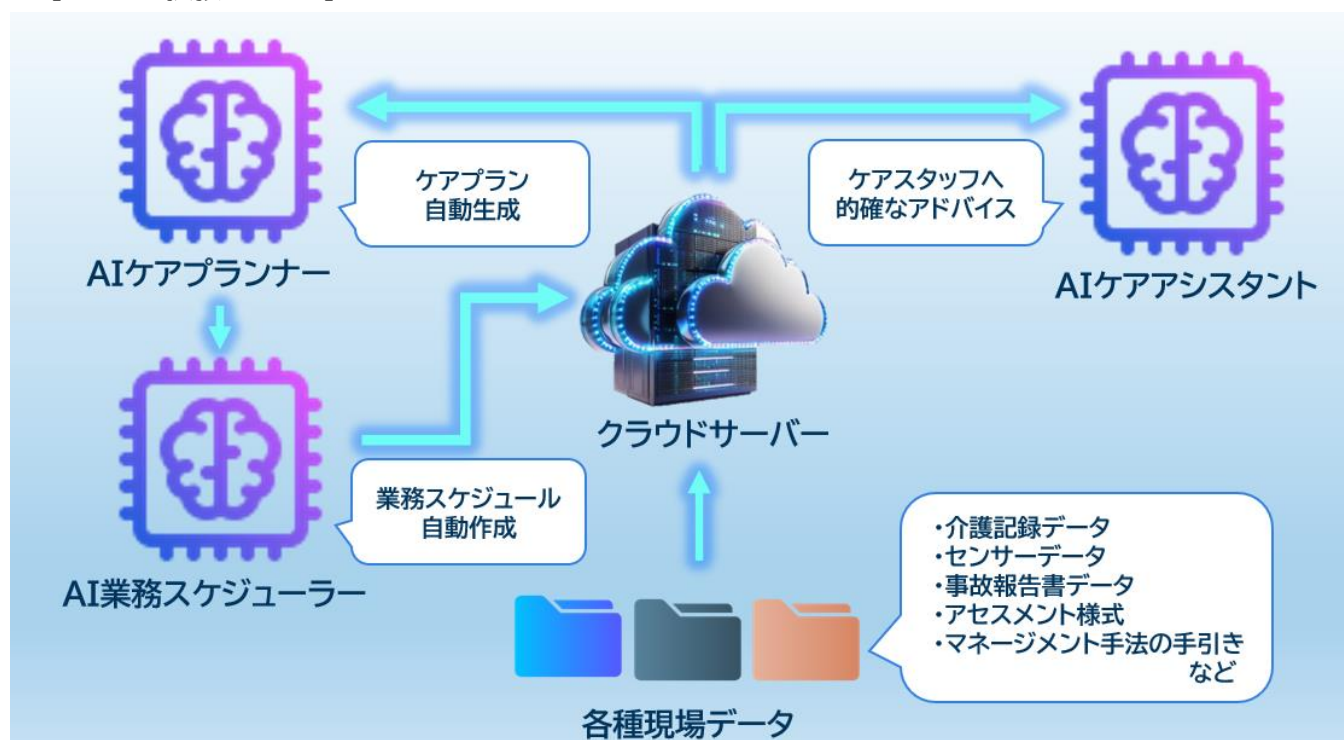 ケアプラン
自動生成
ケアスタッフへ
的確なアドバイス
AIケアプランナー
AIケアアシスタント
クラウドサーバー
業務スケジュール
自動作成
AI業務スケジューラー
・介護記録データ
・センサーデータ
・事故報告書データ
・アセスメント様式
・マネージメント手法の手引き
など
各種現場データ